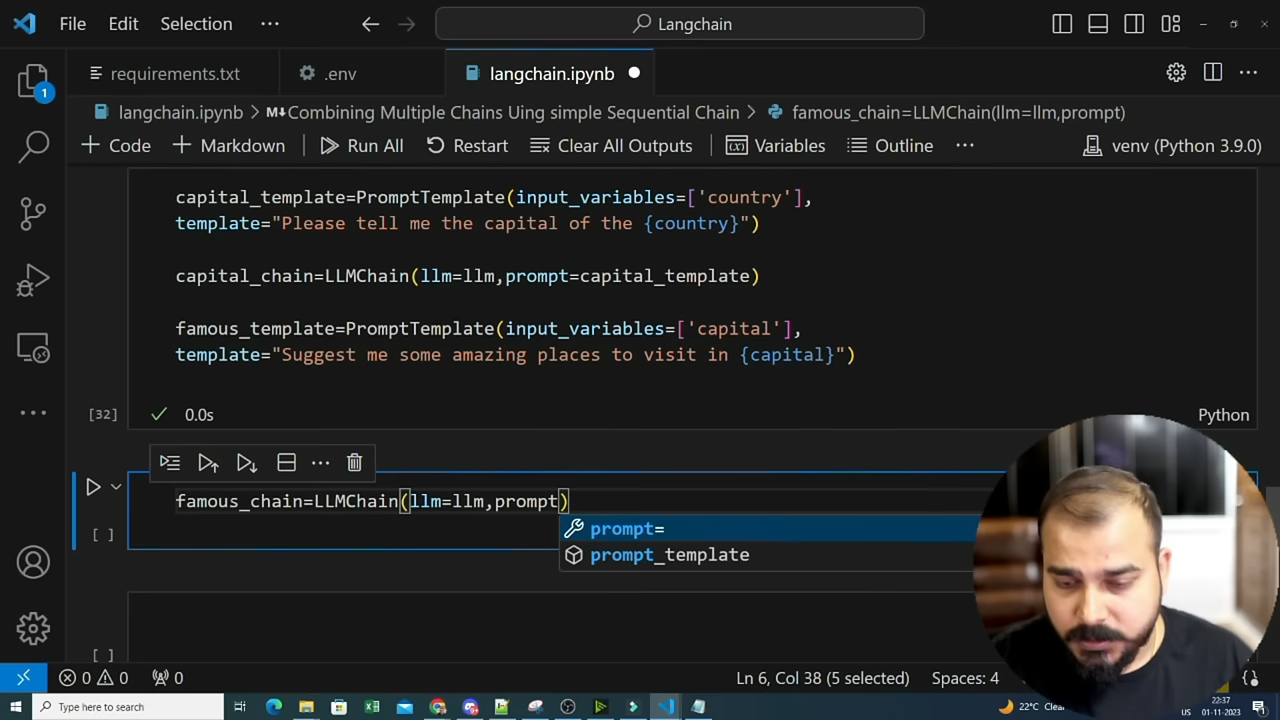 File Edit Selection ··· Langchain
requirements.txt .env langchain.ipynb
langchain.ipynb > Combining Multiple Chains Uing simple Sequential Chain > famous_chain=LLMChain(llm=llm,prompt)
+ Code + Markdown Run All Restart Clear All Outputs Variables Outline ··· venv (Python 3.9.0)
capital_template=PromptTemplate(input_variables=['country'],
template="Please tell me the capital of the {country}")
capital_chain=LLMChain(llm=llm,prompt=capital_template)
famous_template=PromptTemplate(input_variables=['capital'],
template="Suggest me some amazing places to visit in {capital}")
[32] 0.0s Python
famous_chain=LLMChain(llm=llm,prompt)
[ ] prompt=
prompt_template
[ ]
0 0 0 Ln 6, Col 38 (5 selected) Spaces: 4
Type here to search 22°C Clear US 22:37
01-11-2023
1